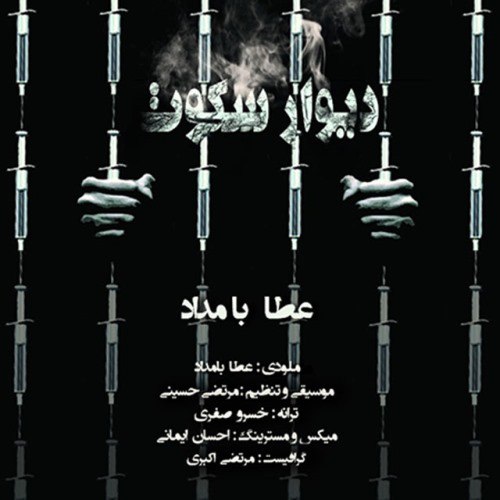 دیوار سکوت
عطا بامداد
ملودی: عطا بامداد
موسیقی و تنظیم: مرتضی حسینی
ترانه: خسرو صفری
میکس و مسترینگ: احسان ایمانی
گرافیست: مرتضی اکبری